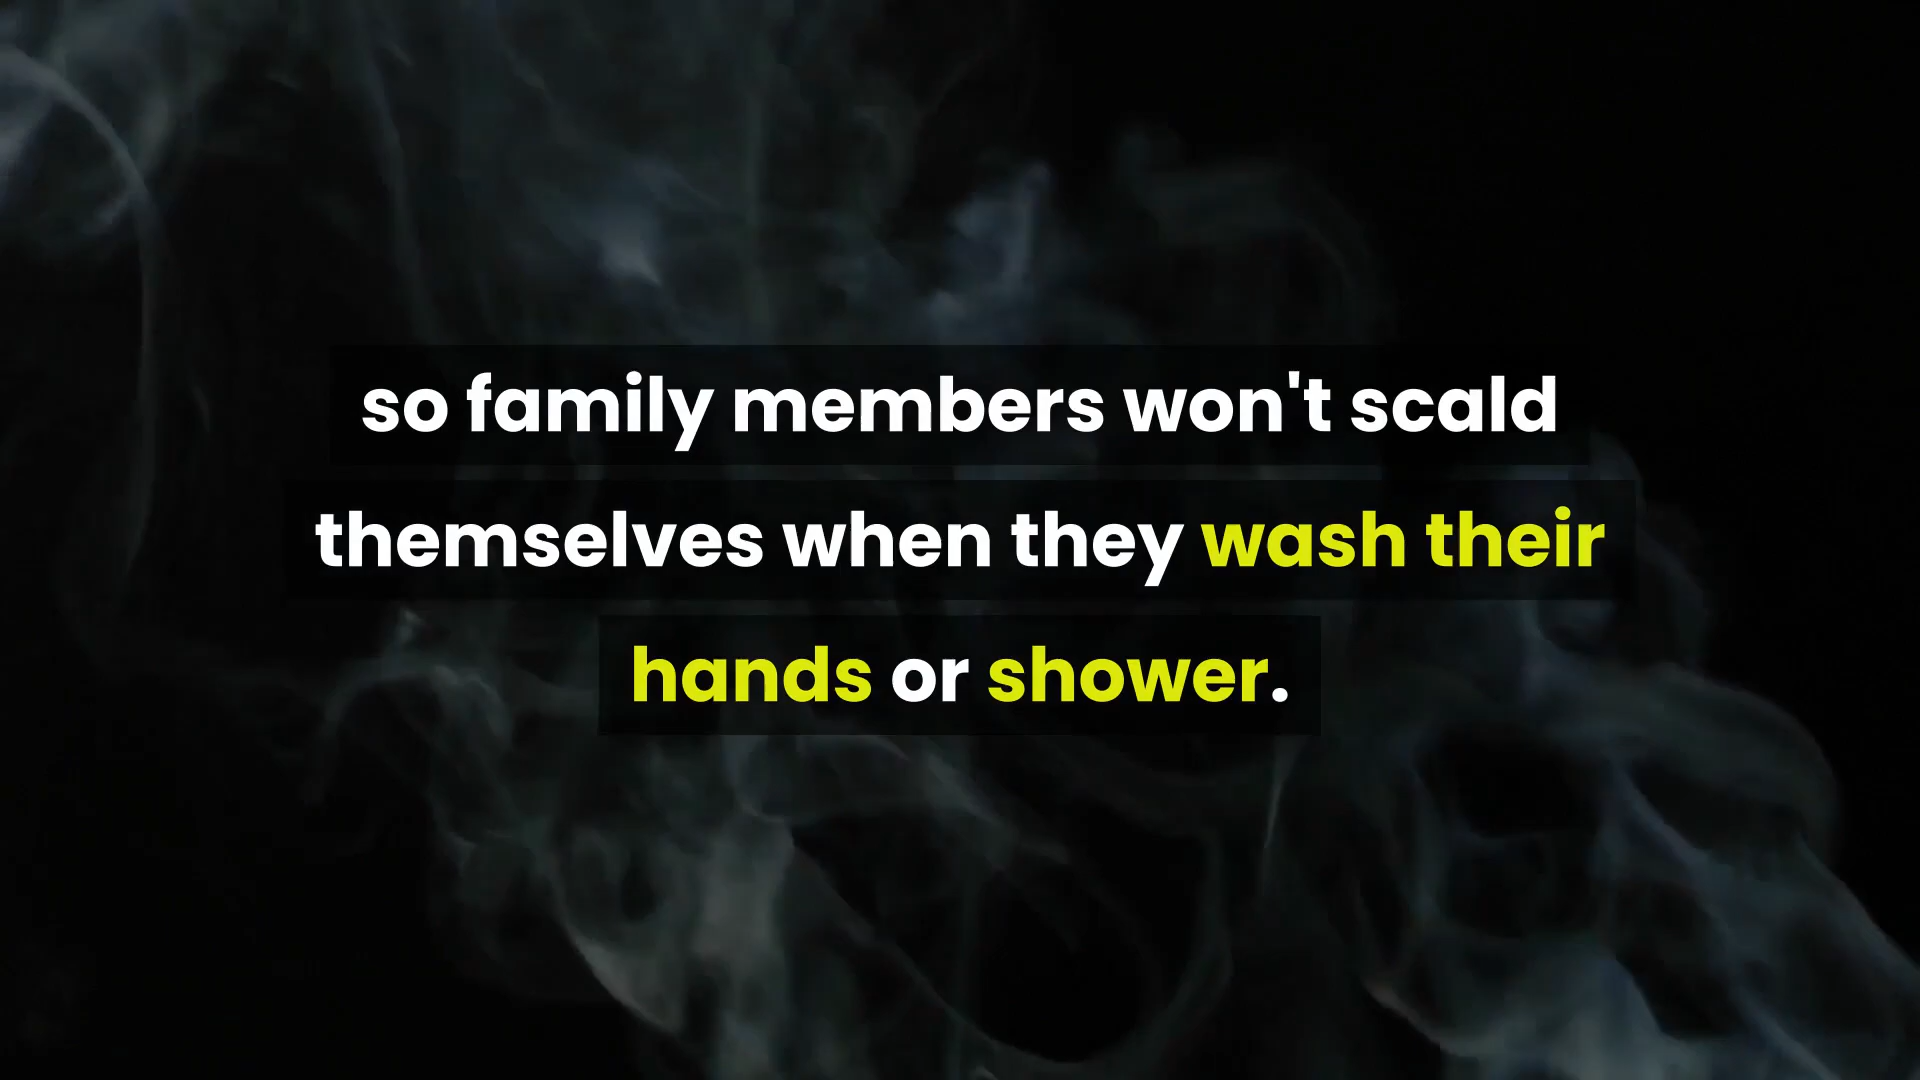 so family members won't scald
themselves when they wash their
hands or shower.